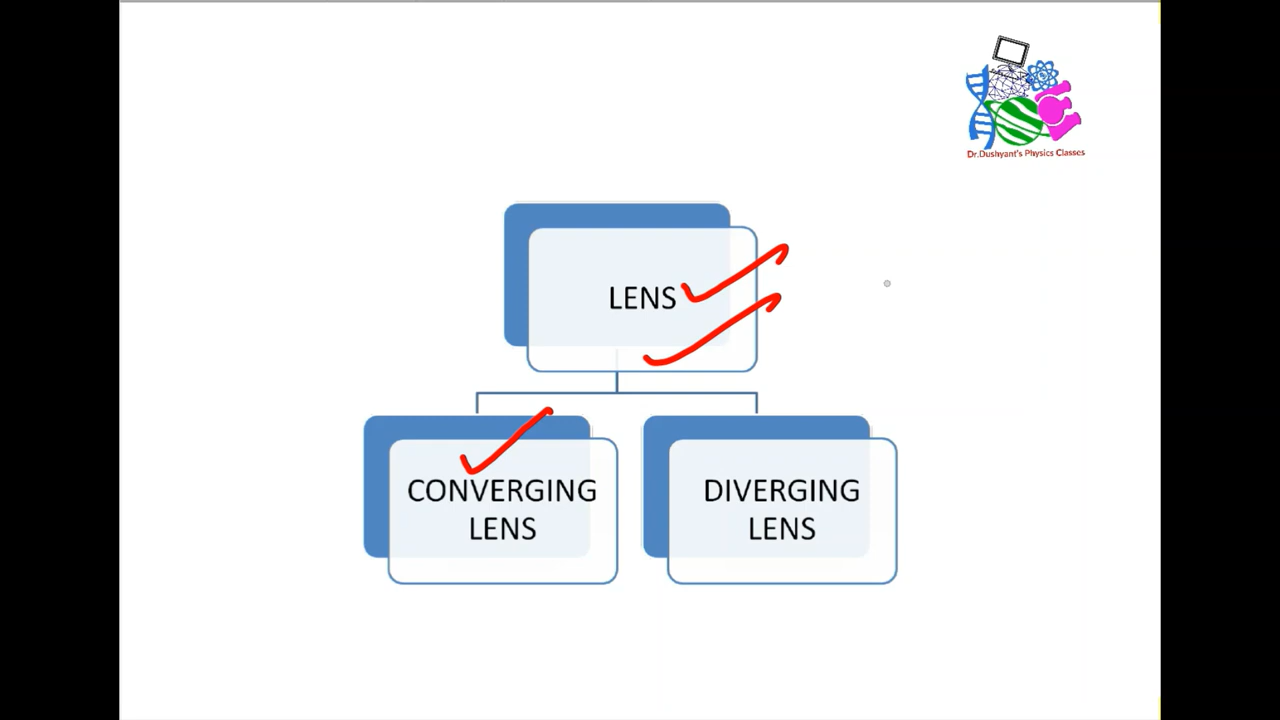 Dr.Dushyant's Physics Classes
LENS
CONVERGING
LENS
DIVERGING
LENS